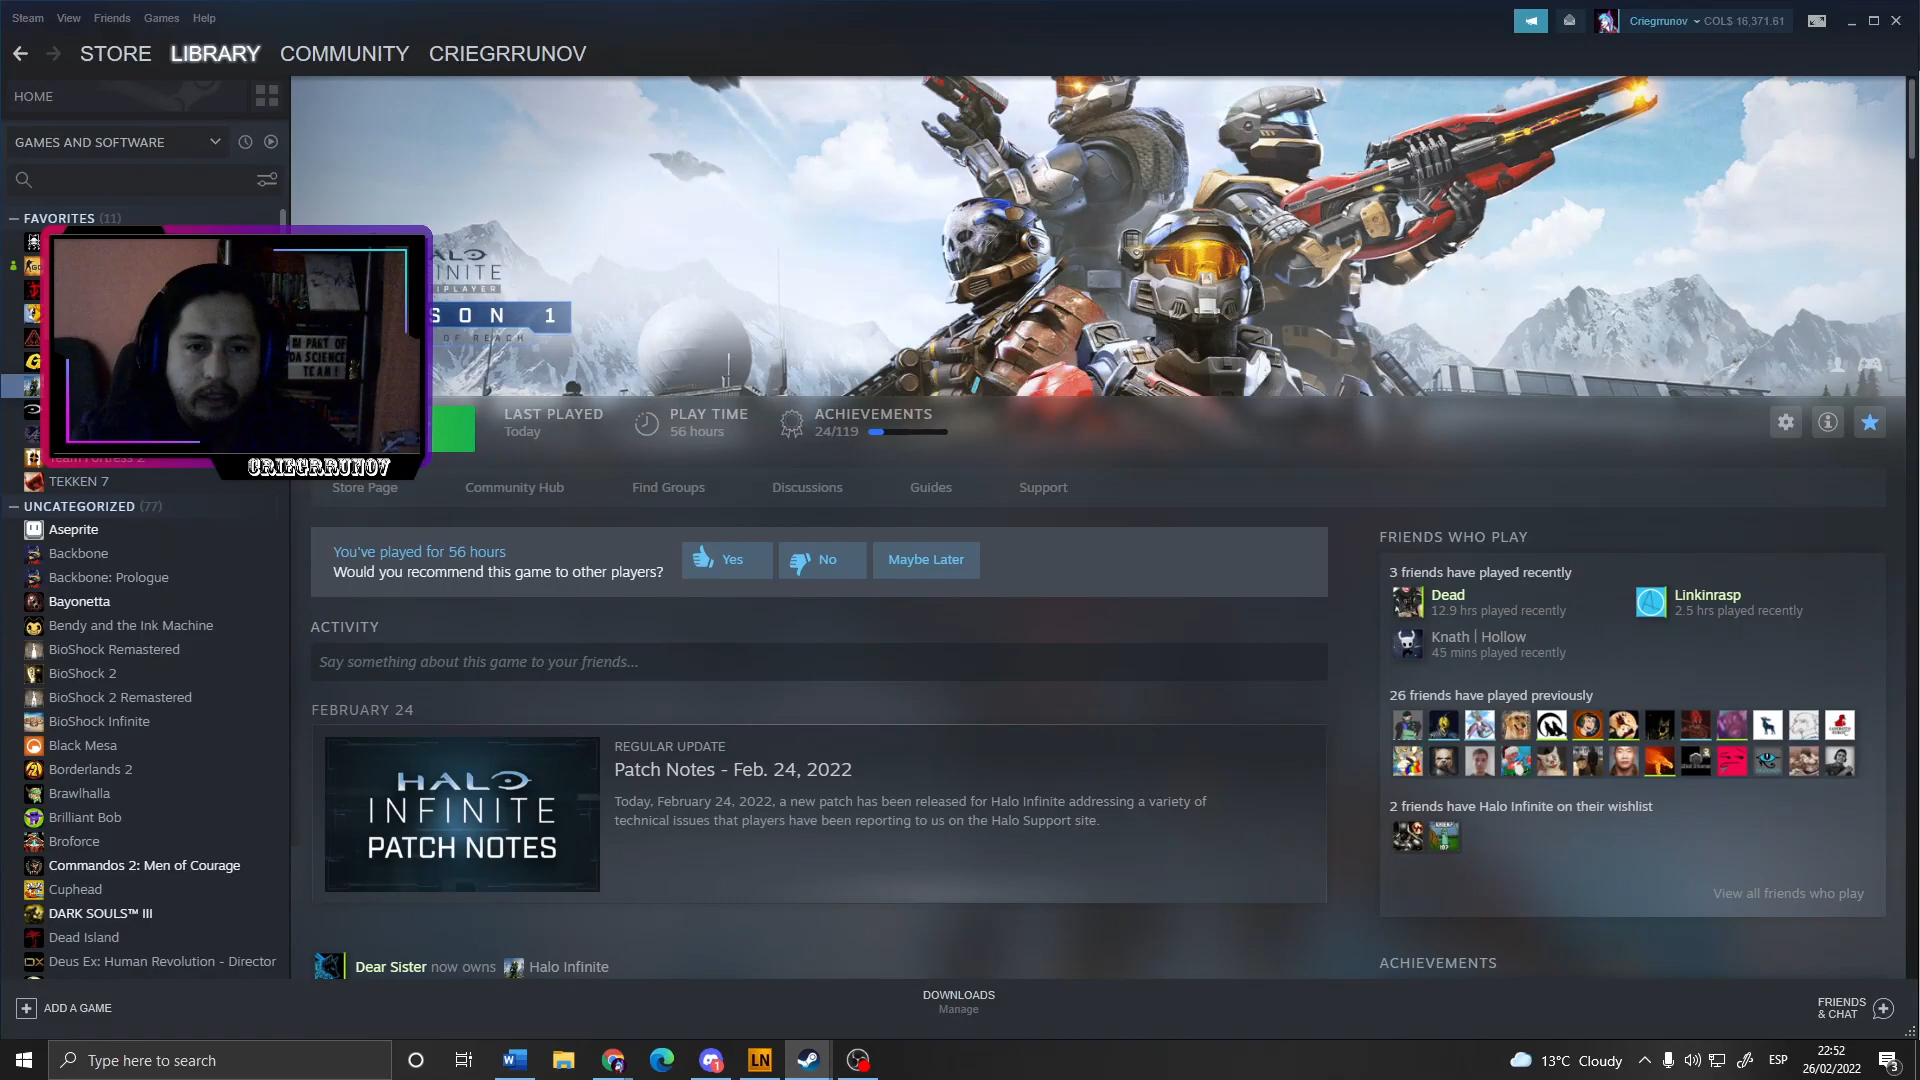 Steam View Friends Games Help
Criegrrunov COL$ 16,371.61
STORE LIBRARY COMMUNITY CRIEGRRUNOV
HOME
GAMES AND SOFTWARE
FAVORITES (11)
IM PART OF
DA SCIENCE
TEAM!
CRIEGRRUNOV
Team Fortress 2
TEKKEN 7
UNCATEGORIZED (77)
Aseprite
Backbone
Backbone: Prologue
Bayonetta
Bendy and the Ink Machine
BioShock Remastered
BioShock 2
BioShock 2 Remastered
BioShock Infinite
Black Mesa
Borderlands 2
Brawlhalla
Brilliant Bob
Broforce
Commandos 2: Men of Courage
Cuphead
DARK SOULS™ III
Dead Island
Deus Ex: Human Revolution - Director
ADD A GAME
LAST PLAYED
Today
PLAY TIME
56 hours
ACHIEVEMENTS
24/119
Store Page Community Hub Find Groups Discussions Guides Support
You've played for 56 hours
Would you recommend this game to other players?
Yes No Maybe Later
ACTIVITY
Say something about this game to your friends...
FEBRUARY 24
HALO
INFINITE
PATCH NOTES
REGULAR UPDATE
Patch Notes - Feb. 24, 2022
Today, February 24, 2022, a new patch has been released for Halo Infinite addressing a variety of
technical issues that players have been reporting to us on the Halo Support site.
Dear Sister now owns Halo Infinite
FRIENDS WHO PLAY
3 friends have played recently
Dead
12.9 hrs played recently
Linkinrasp
2.5 hrs played recently
Knath | Hollow
45 mins played recently
26 friends have played previously
2 friends have Halo Infinite on their wishlist
View all friends who play
ACHIEVEMENTS
DOWNLOADS
Manage
FRIENDS
& CHAT
Type here to search
LN
13°C Cloudy
ESP
22:52
26/02/2022
3